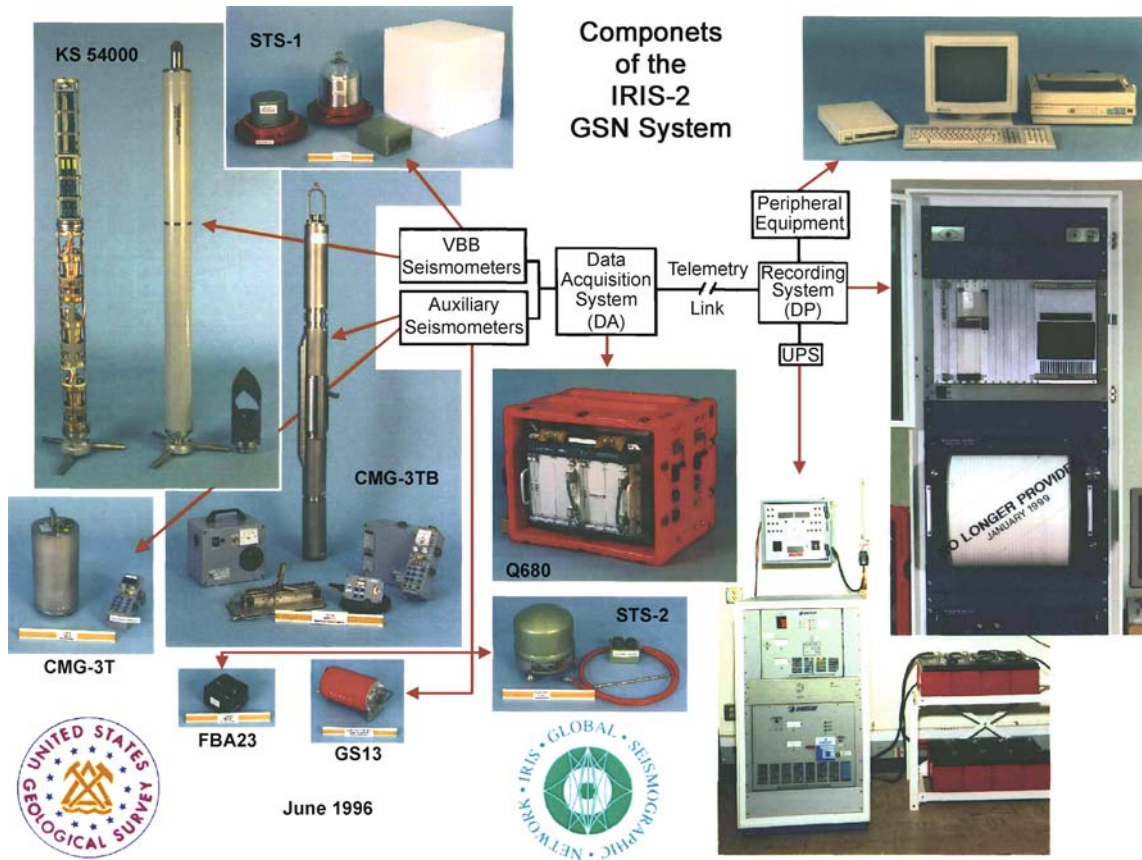 Componets
of the
IRIS-2
GSN System
KS 54000
STS-1
VBB
Seismometers
Auxiliary
Seismometers
Data
Acquisition
System
(DA)
Telemetry
Link
Peripheral
Equipment
Recording
System
(DP)
UPS
CMG-3TB
Q680
NO LONGER PROVIDE
JANUARY 1999
CMG-3T
STS-2
FBA23
GS13
June 1996
UNITED STATES
GEOLOGICAL SURVEY
IRIS • GLOBAL • SEISMOGRAPHIC • NETWORK •